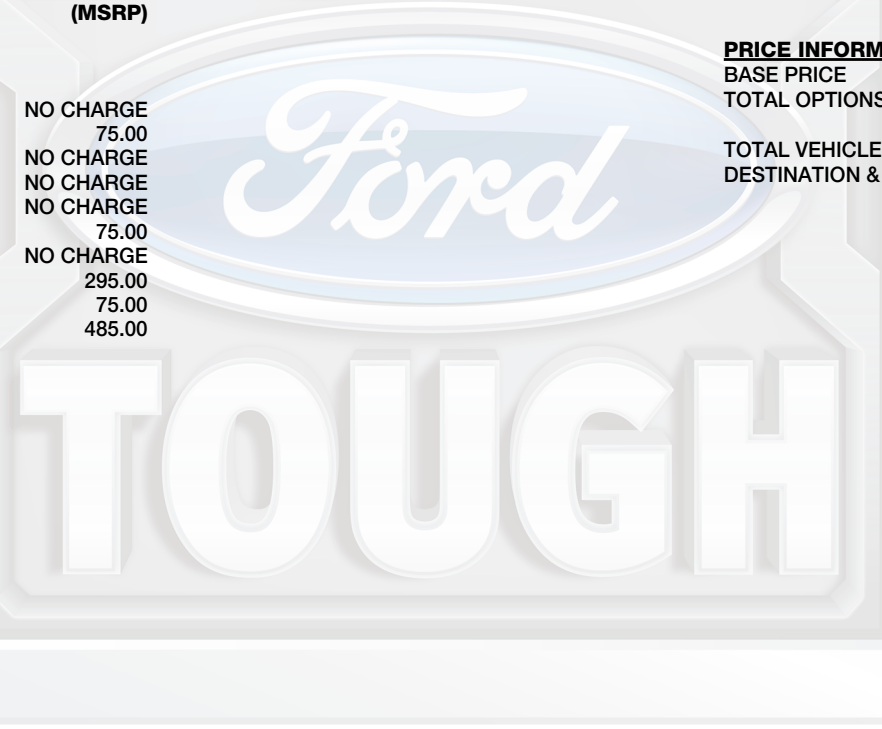 (MSRP)
NO CHARGE
75.00
NO CHARGE
NO CHARGE
NO CHARGE
75.00
NO CHARGE
295.00
75.00
485.00
PRICE INFORM
BASE PRICE
TOTAL OPTIONS
TOTAL VEHICLE
DESTINATION &
Ford
TOUGH